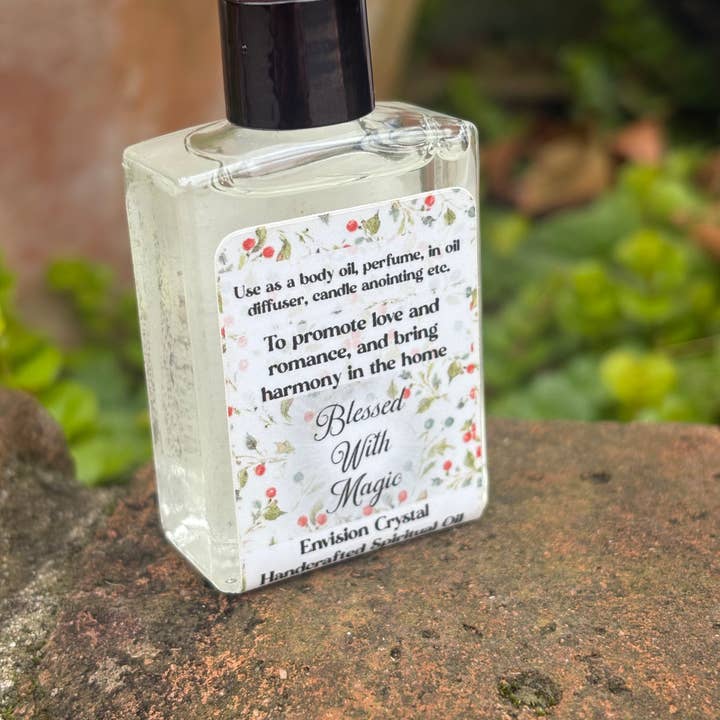 Use as a body oil, perfume, in oil
diffuser, candle anointing etc.
To promote love and
romance, and bring
harmony in the home
Blessed
With
Magic
Envision Crystal
Handcrafted Spiritual Oil